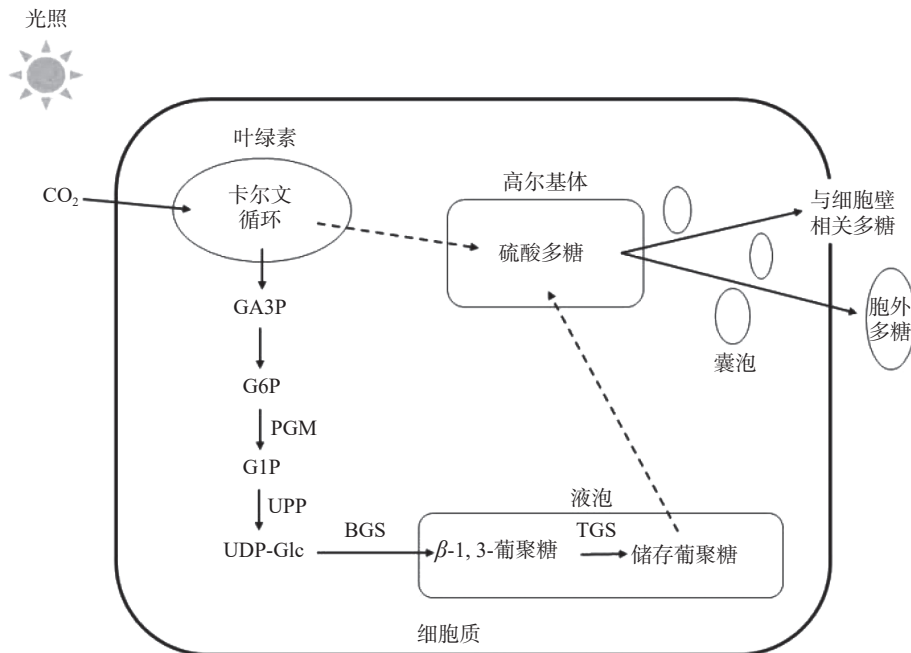 光照
叶绿素
CO₂
卡尔文
循环
高尔基体
硫酸多糖
与细胞壁
相关多糖
胞外
多糖
囊泡
GA3P
G6P
PGM
G1P
UPP
UDP-Glc
BGS
液泡
β-1, 3-葡聚糖
TGS
储存葡聚糖
细胞质